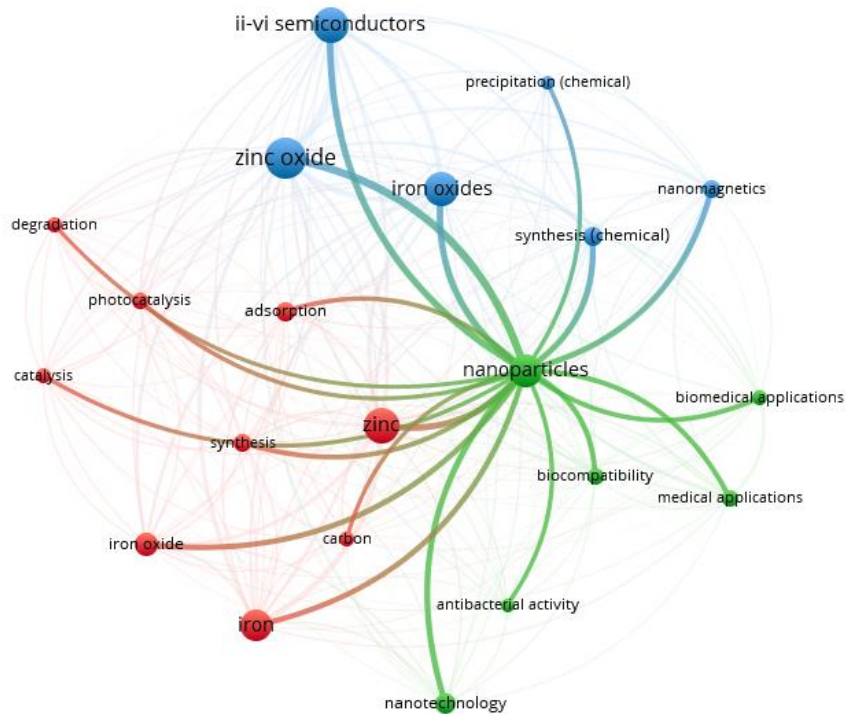 ii-vi semiconductors
precipitation (chemical)
zinc oxide
iron oxides
nanomagnetics
degradation
synthesis (chemical)
photocatalysis
adsorption
nanoparticles
catalysis
biomedical applications
zinc
synthesis
biocompatibility
medical applications
iron oxide
carbon
antibacterial activity
iron
nanotechnology